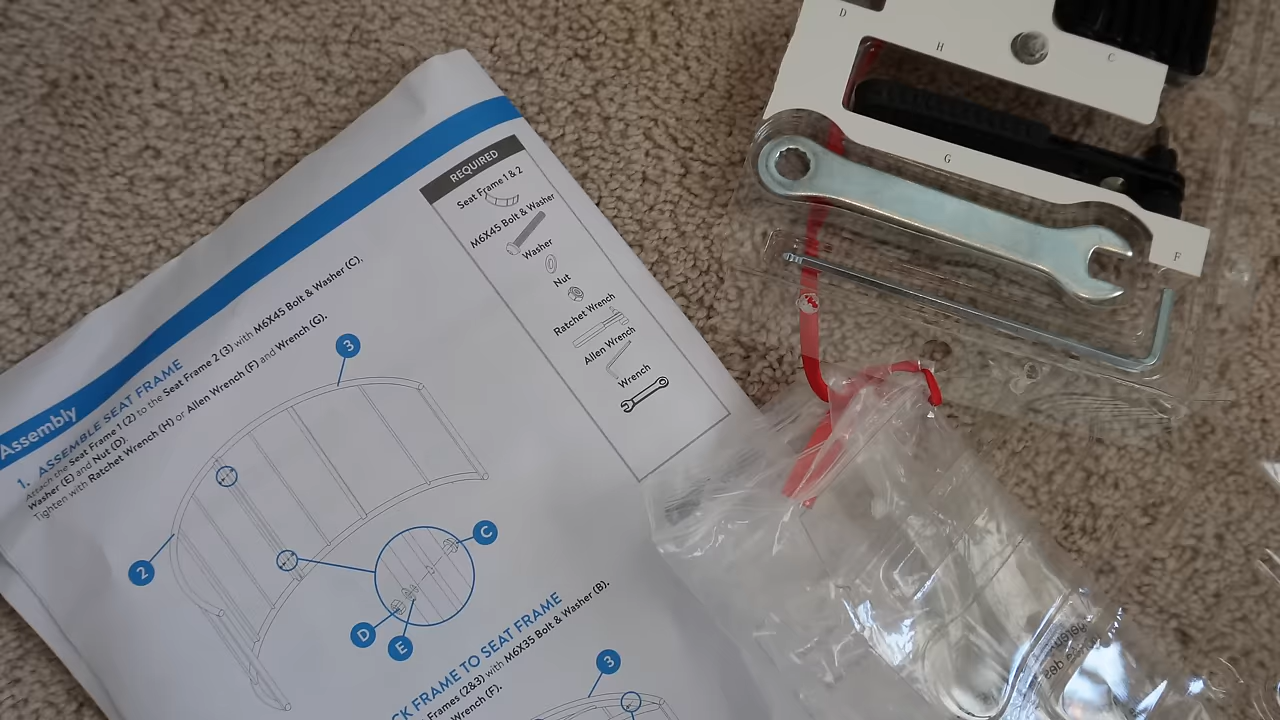 Assembly
1. ASSEMBLE SEAT FRAME
Attach the Seat Frame 1 (2) to the Seat Frame 2 (3) with M6X45 Bolt & Washer (C),
Washer (E) and Nut (D).
Tighten with Ratchet Wrench (H) or Allen Wrench (F) and Wrench (G).
3
2
C
D
E
REQUIRED
Seat Frame 1 & 2
M6X45 Bolt & Washer
Washer
Nut
Ratchet Wrench
Allen Wrench
Wrench
CK FRAME TO SEAT FRAME
Frames (2&3) with M6X35 Bolt & Washer (B).
Wrench (F).
3
D
H
C
G
F